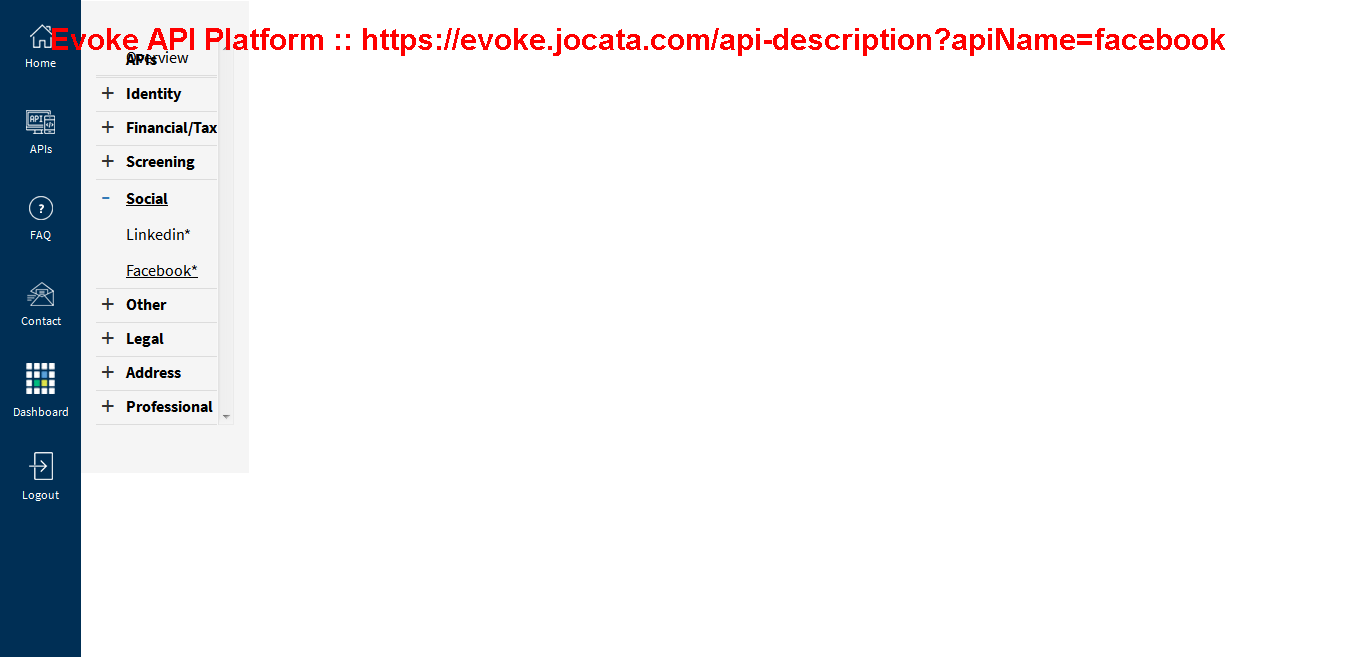 Evoke API Platform :: https://evoke.jocata.com/api-description?apiName=facebook
Home
APIs
FAQ
?
Contact
Dashboard
Logout
Overview
APIs
+ Identity
+ Financial/Tax
+ Screening
- Social
Linkedin*
Facebook*
+ Other
+ Legal
+ Address
+ Professional
API